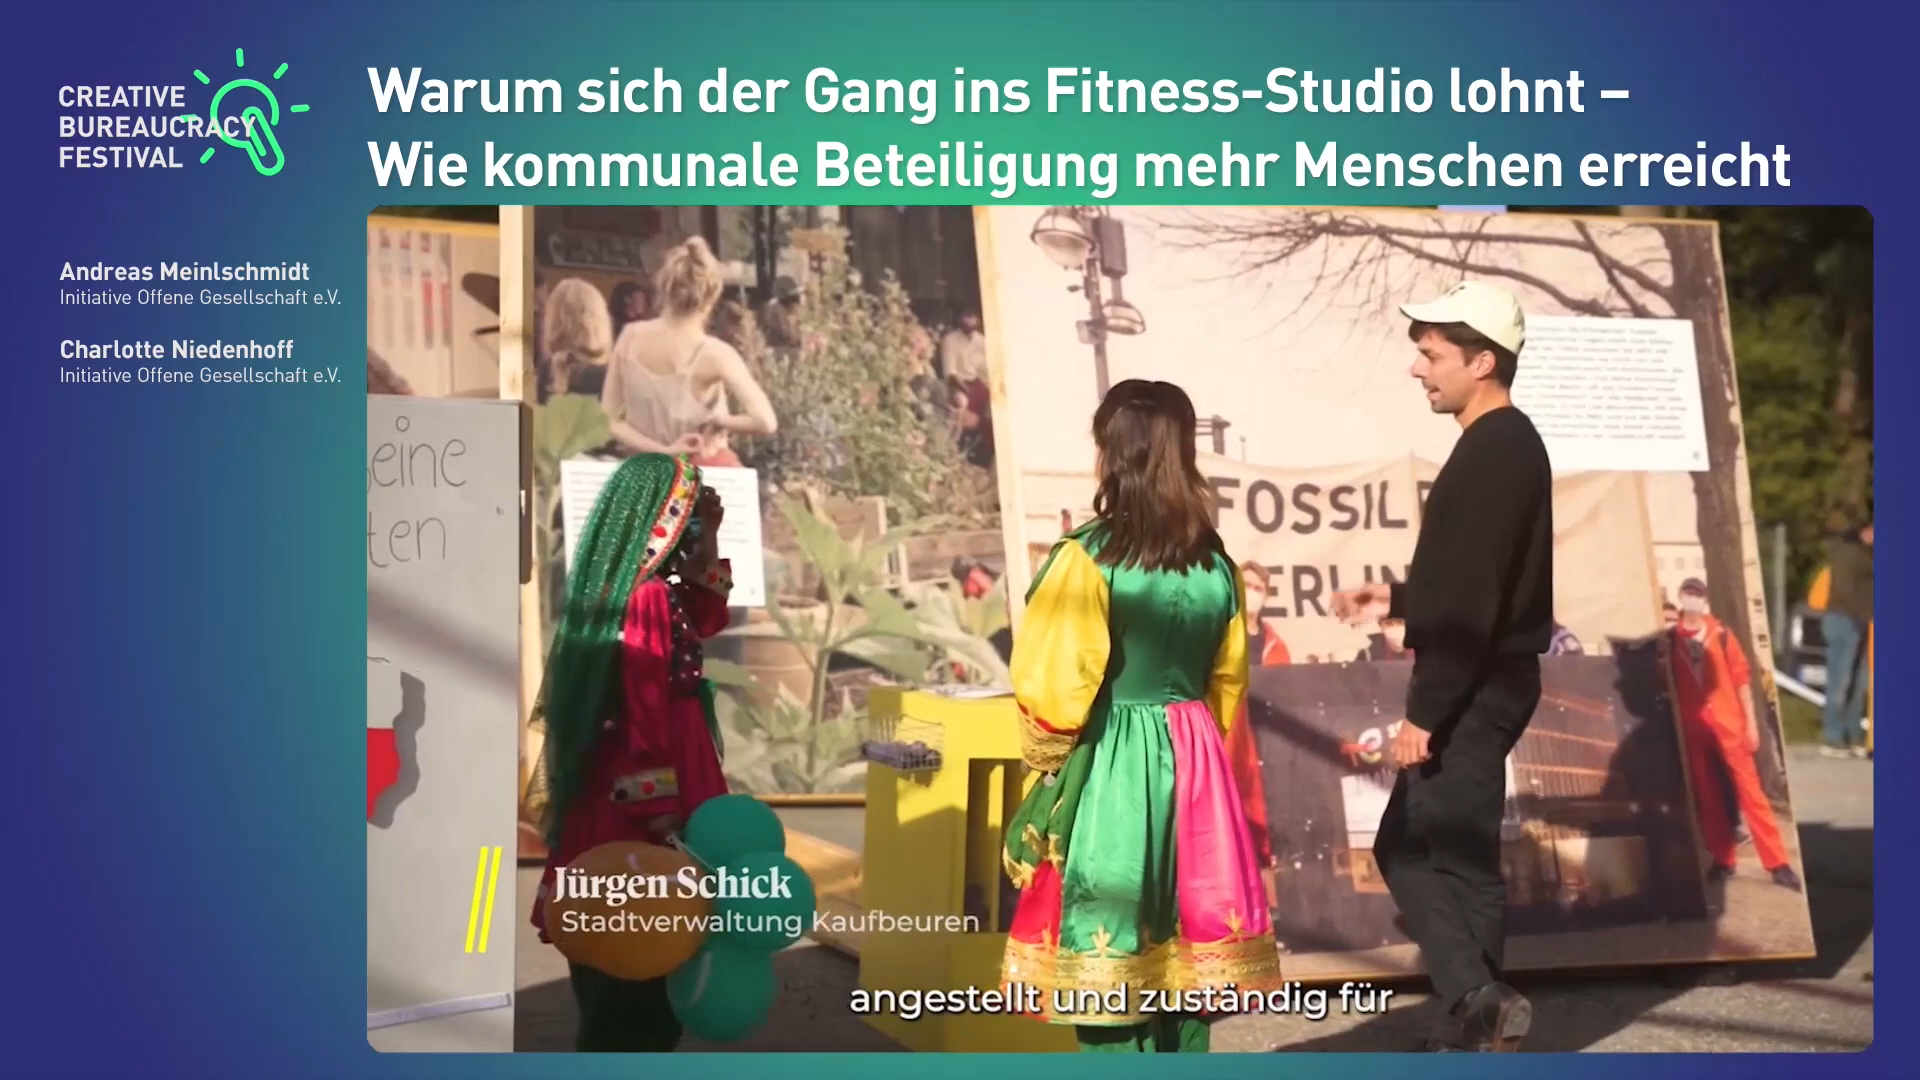 CREATIVE
BUREAUCRACY
FESTIVAL
Warum sich der Gang ins Fitness-Studio lohnt –
Wie kommunale Beteiligung mehr Menschen erreicht
Andreas Meinlschmidt
Initiative Offene Gesellschaft e.V.
Charlotte Niedenhoff
Initiative Offene Gesellschaft e.V.
eine
ten
FOSSIL
ERLIN
Jürgen Schick
Stadtverwaltung Kaufbeuren
angestellt und zuständig für